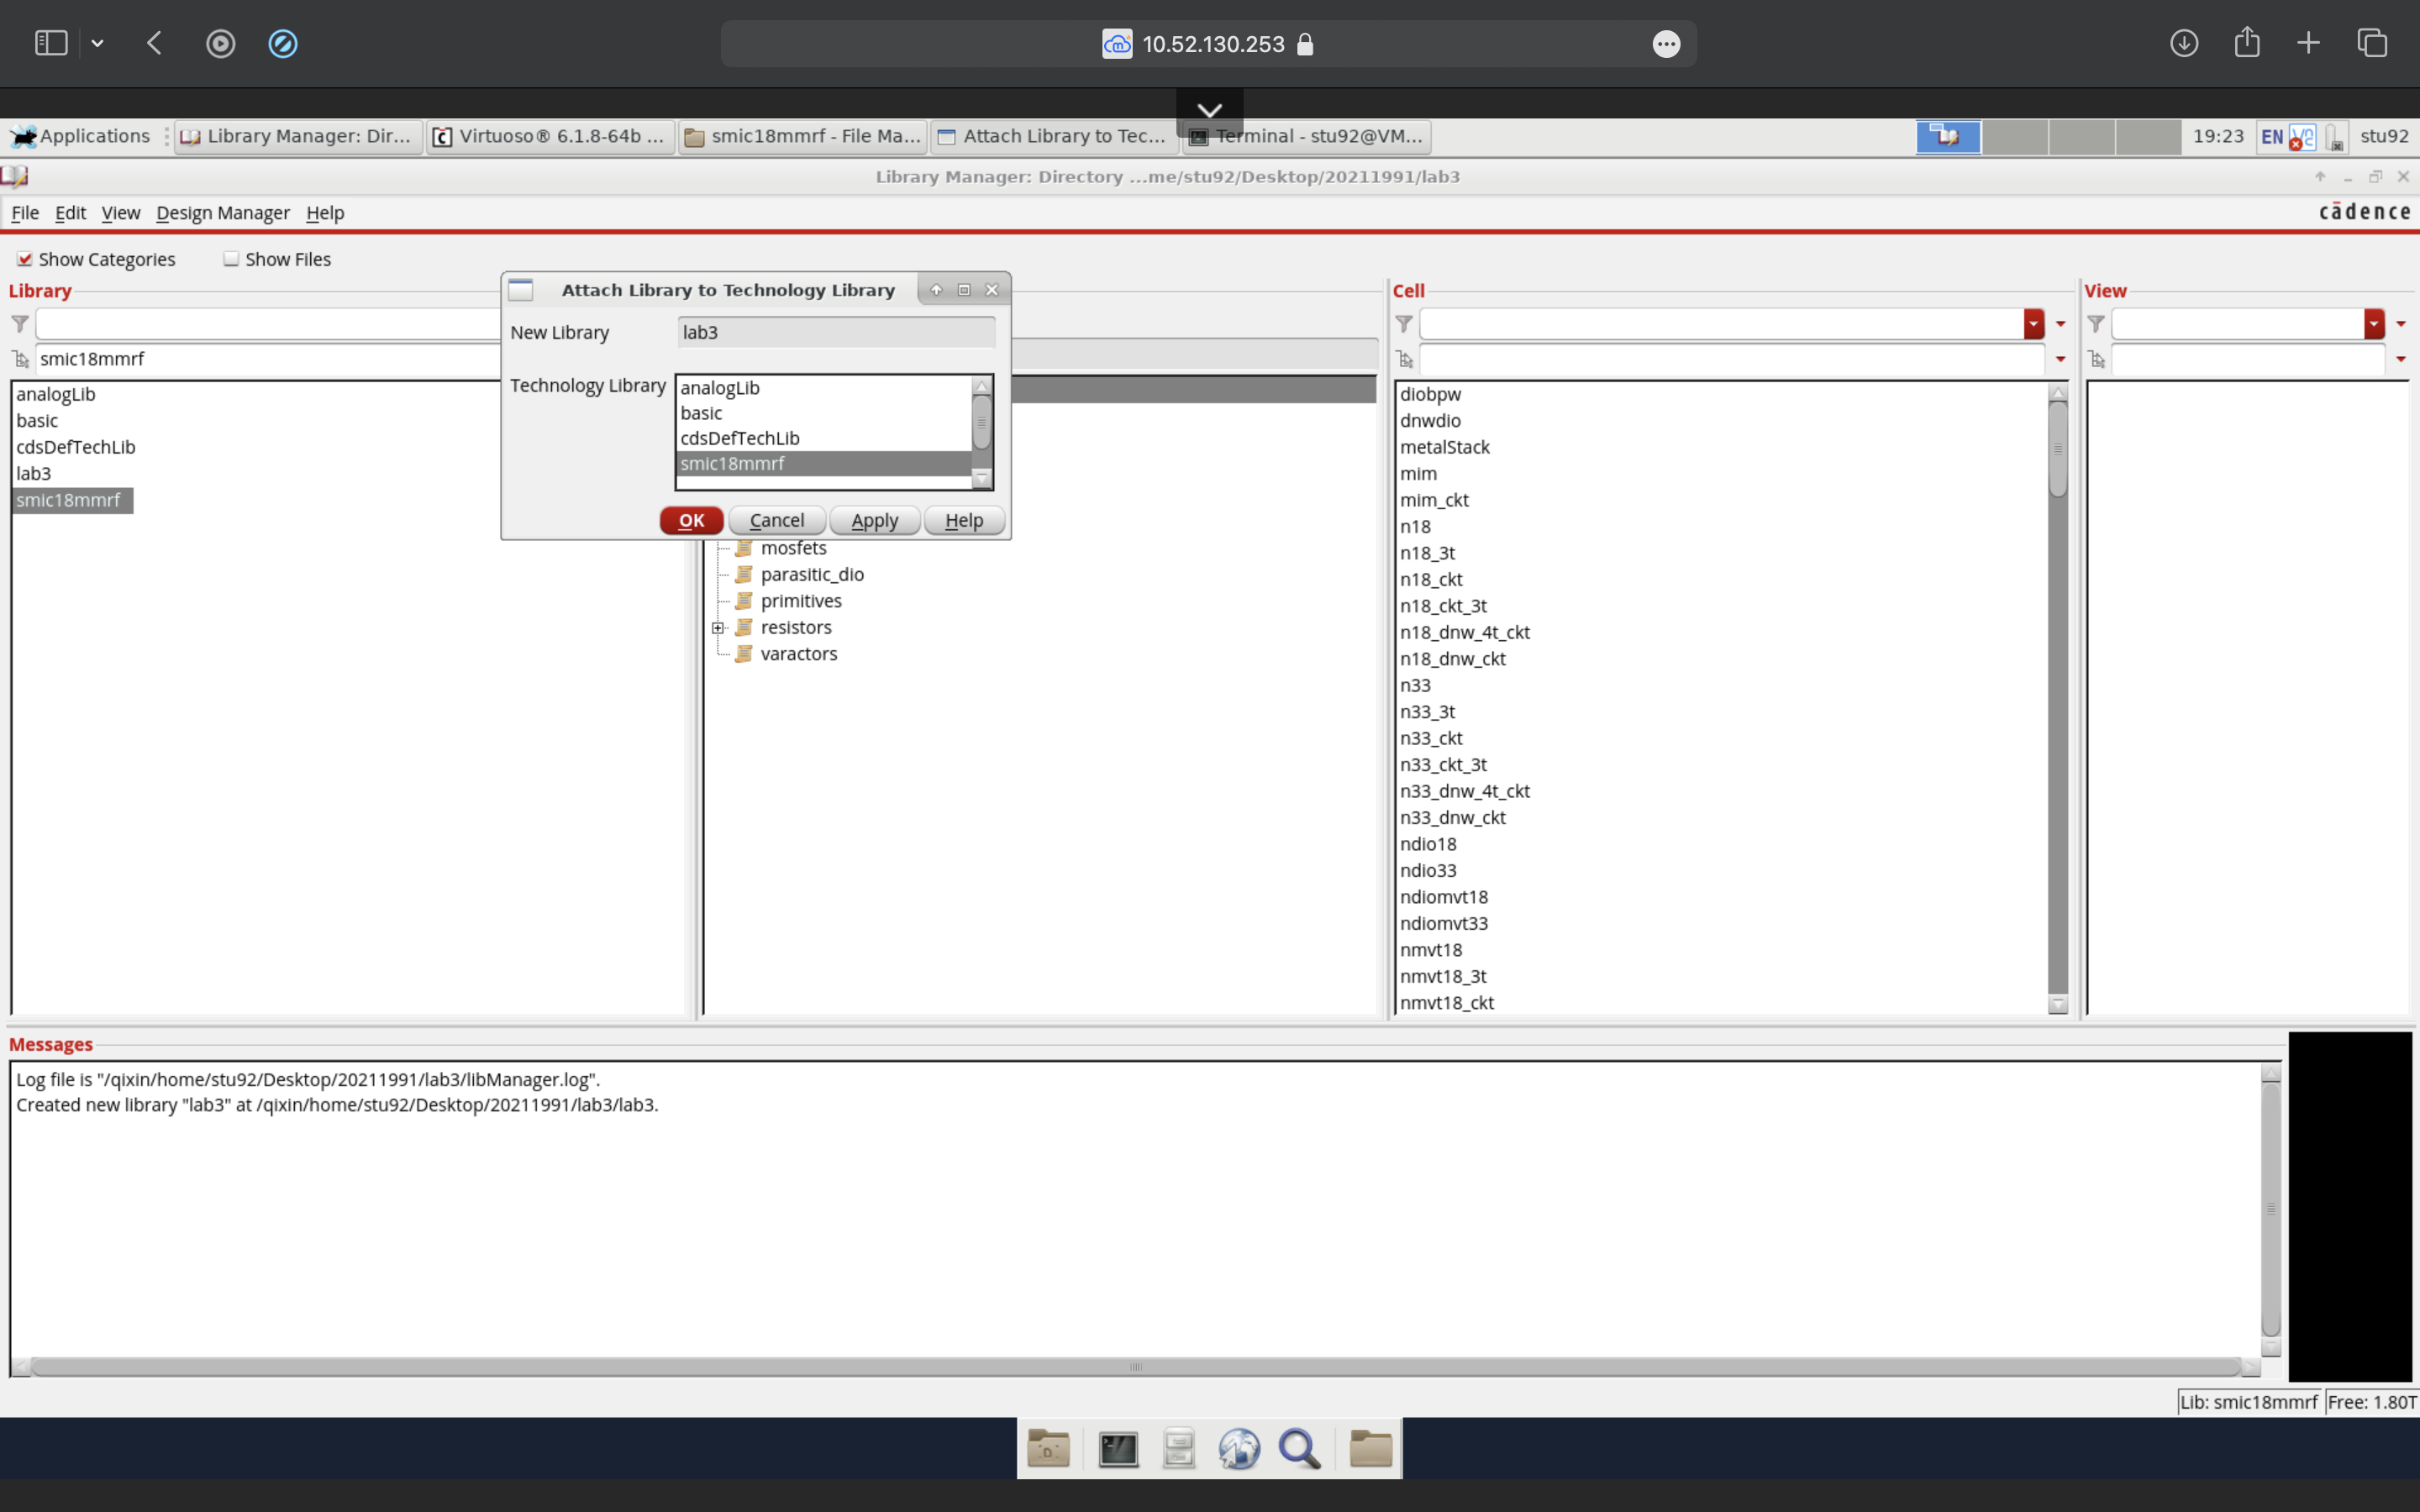 10.52.130.253
Applications
Library Manager: Dir...
Virtuoso® 6.1.8-64b ...
smic18mmrf - File Ma...
Attach Library to Tec...
Terminal - stu92@VM...
19:23
EN
stu92
Library Manager: Directory ...me/stu92/Desktop/20211991/lab3
File Edit View Design Manager Help
cādence
Show Categories
Show Files
Library
smic18mmrf
analogLib
basic
cdsDefTechLib
lab3
smic18mmrf
Attach Library to Technology Library
New Library
lab3
Technology Library
analogLib
basic
cdsDefTechLib
smic18mmrf
OK
Cancel
Apply
Help
mosfets
parasitic_dio
primitives
resistors
varactors
Cell
diobpw
dnwdio
metalStack
mim
mim_ckt
n18
n18_3t
n18_ckt
n18_ckt_3t
n18_dnw_4t_ckt
n18_dnw_ckt
n33
n33_3t
n33_ckt
n33_ckt_3t
n33_dnw_4t_ckt
n33_dnw_ckt
ndio18
ndio33
ndiomvt18
ndiomvt33
nmvt18
nmvt18_3t
nmvt18_ckt
View
Messages
Log file is "/qixin/home/stu92/Desktop/20211991/lab3/libManager.log".
Created new library "lab3" at /qixin/home/stu92/Desktop/20211991/lab3/lab3.
Lib: smic18mmrf
Free: 1.80T